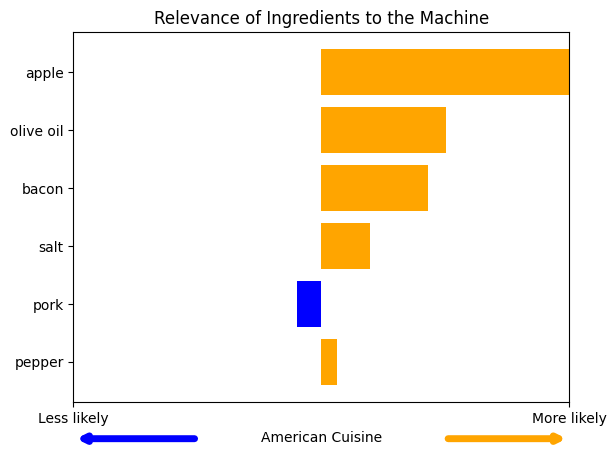 Relevance of Ingredients to the Machine
apple
olive oil
bacon
salt
pork
pepper
Less likely
More likely
American Cuisine